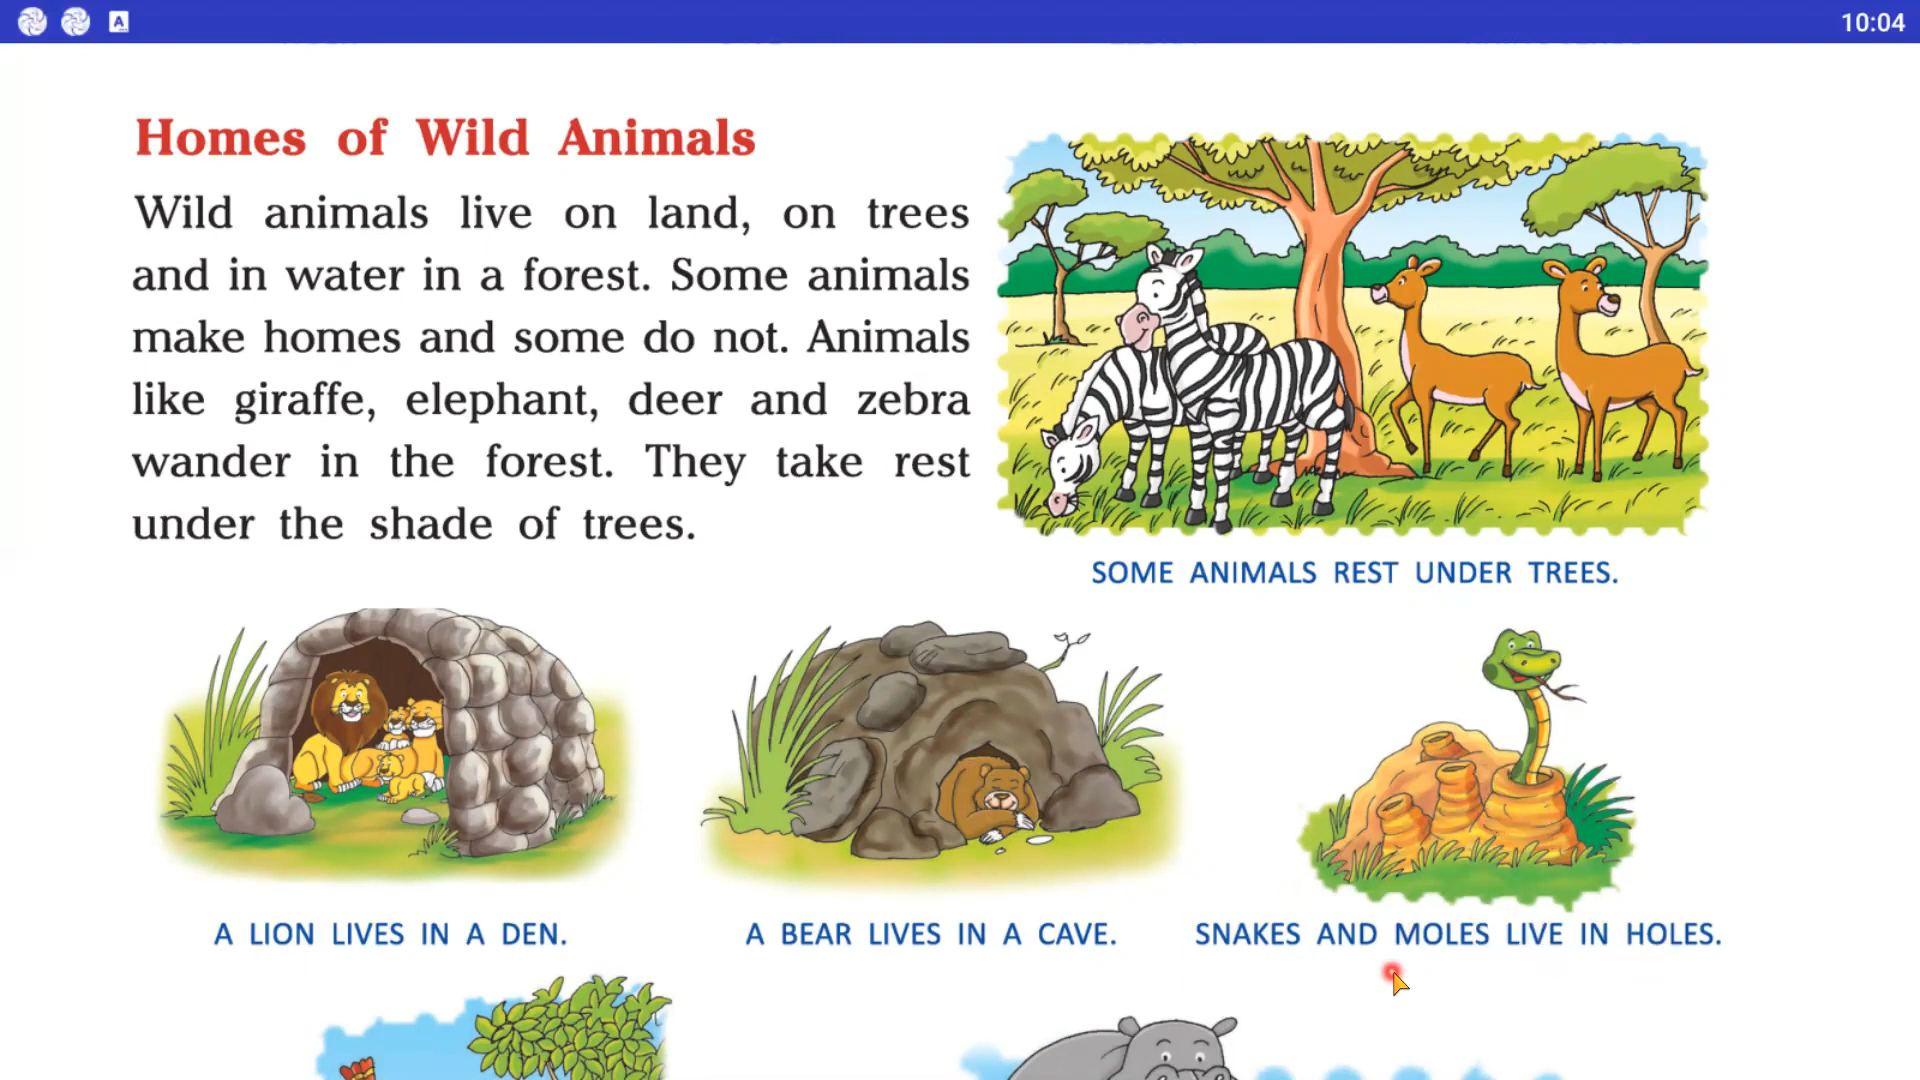 A
10:04
Homes of Wild Animals
Wild animals live on land, on trees
and in water in a forest. Some animals
make homes and some do not. Animals
like giraffe, elephant, deer and zebra
wander in the forest. They take rest
under the shade of trees.
SOME ANIMALS REST UNDER TREES.
A LION LIVES IN A DEN.
A BEAR LIVES IN A CAVE.
SNAKES AND MOLES LIVE IN HOLES.